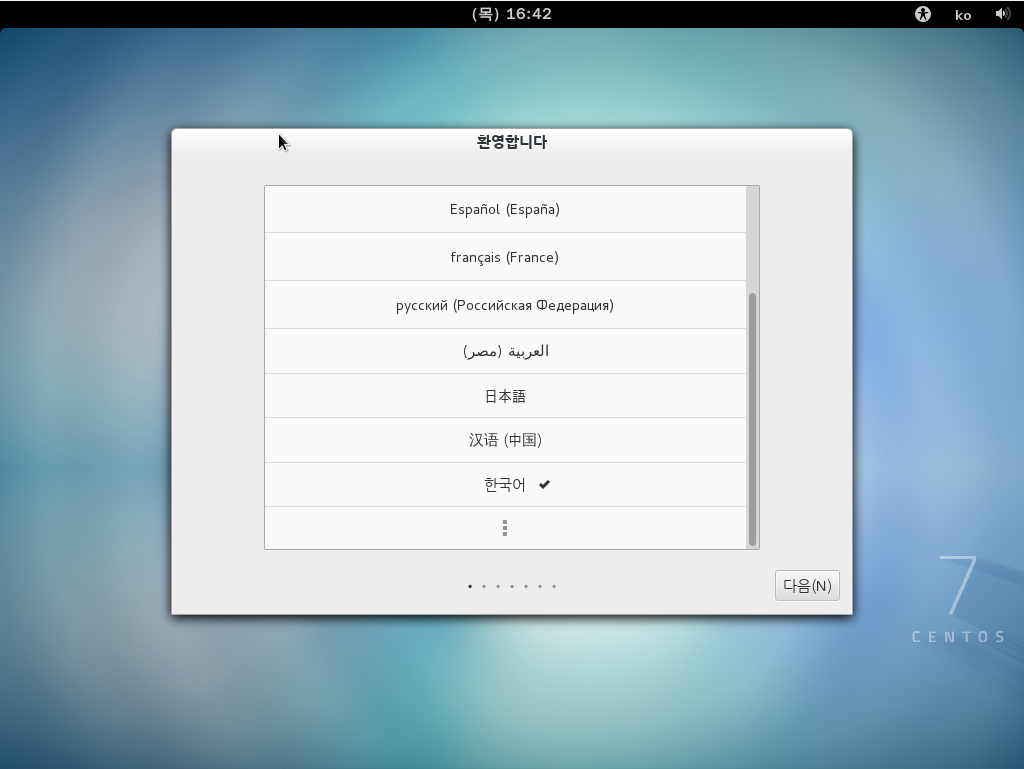 (목) 16:42
ko
환영합니다
Español (España)
français (France)
русский (Российская Федерация)
العربية (مصر)
日本語
汉语 (中国)
한국어
다음(N)
7
CENTOS